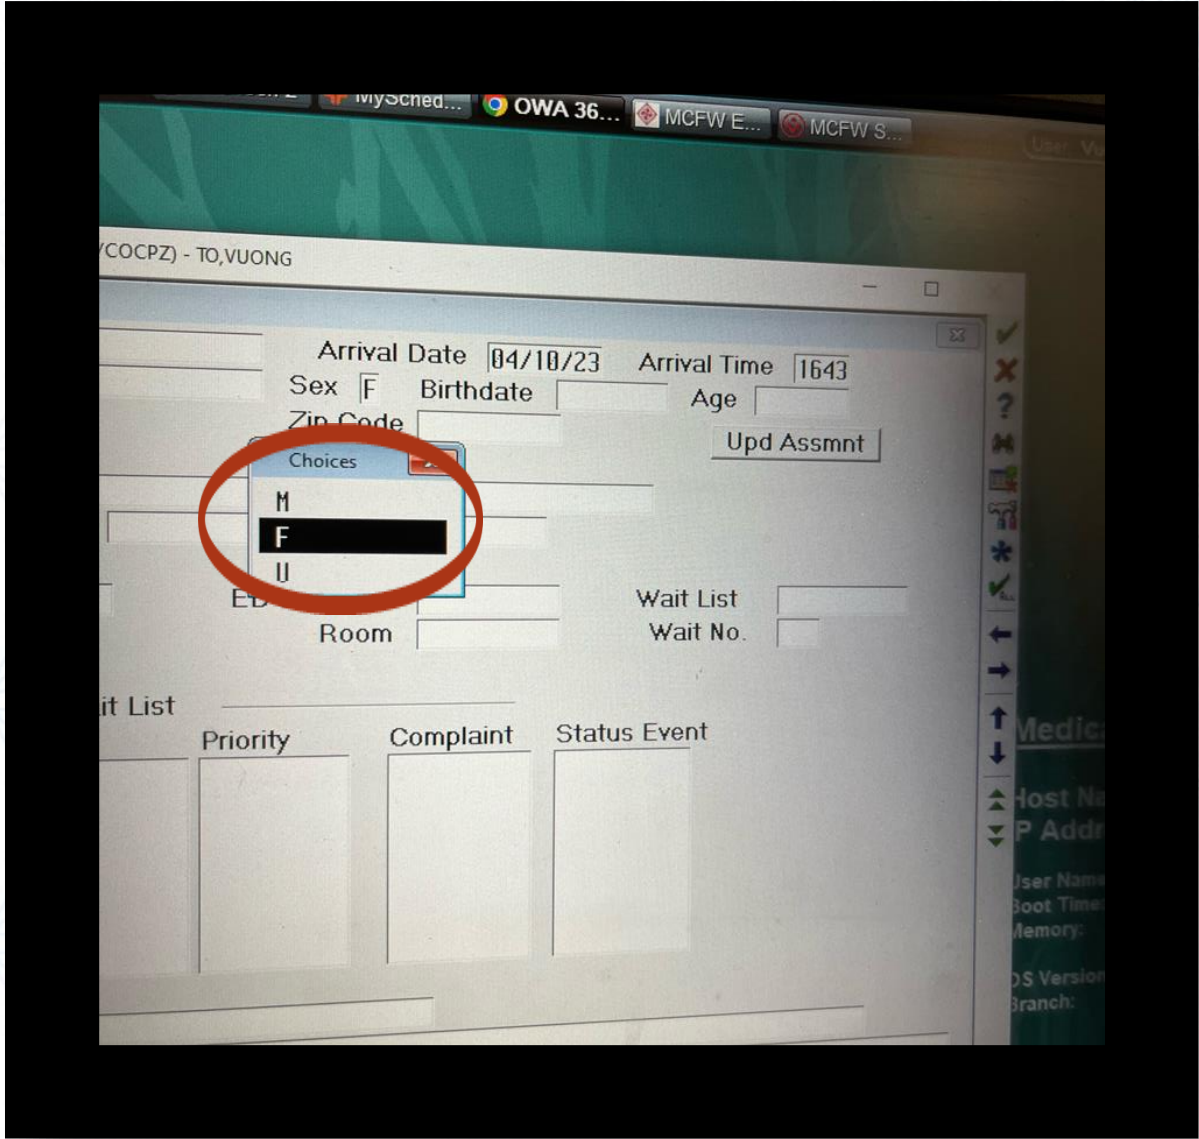 MySched...
OWA 36...
MCFW E...
MCFW S...
User
/COCPZ) - TO,VUONG
Arrival Date 04/10/23 Arrival Time 1643
Sex F Birthdate Age
Zip Code
Upd Assmnt
Choices
M
F
U
Wait List
Room Wait No.
it List
Priority Complaint Status Event
Medic
Host Na
P Addr
User Name
Boot Time:
Memory:
OS Version
Branch: